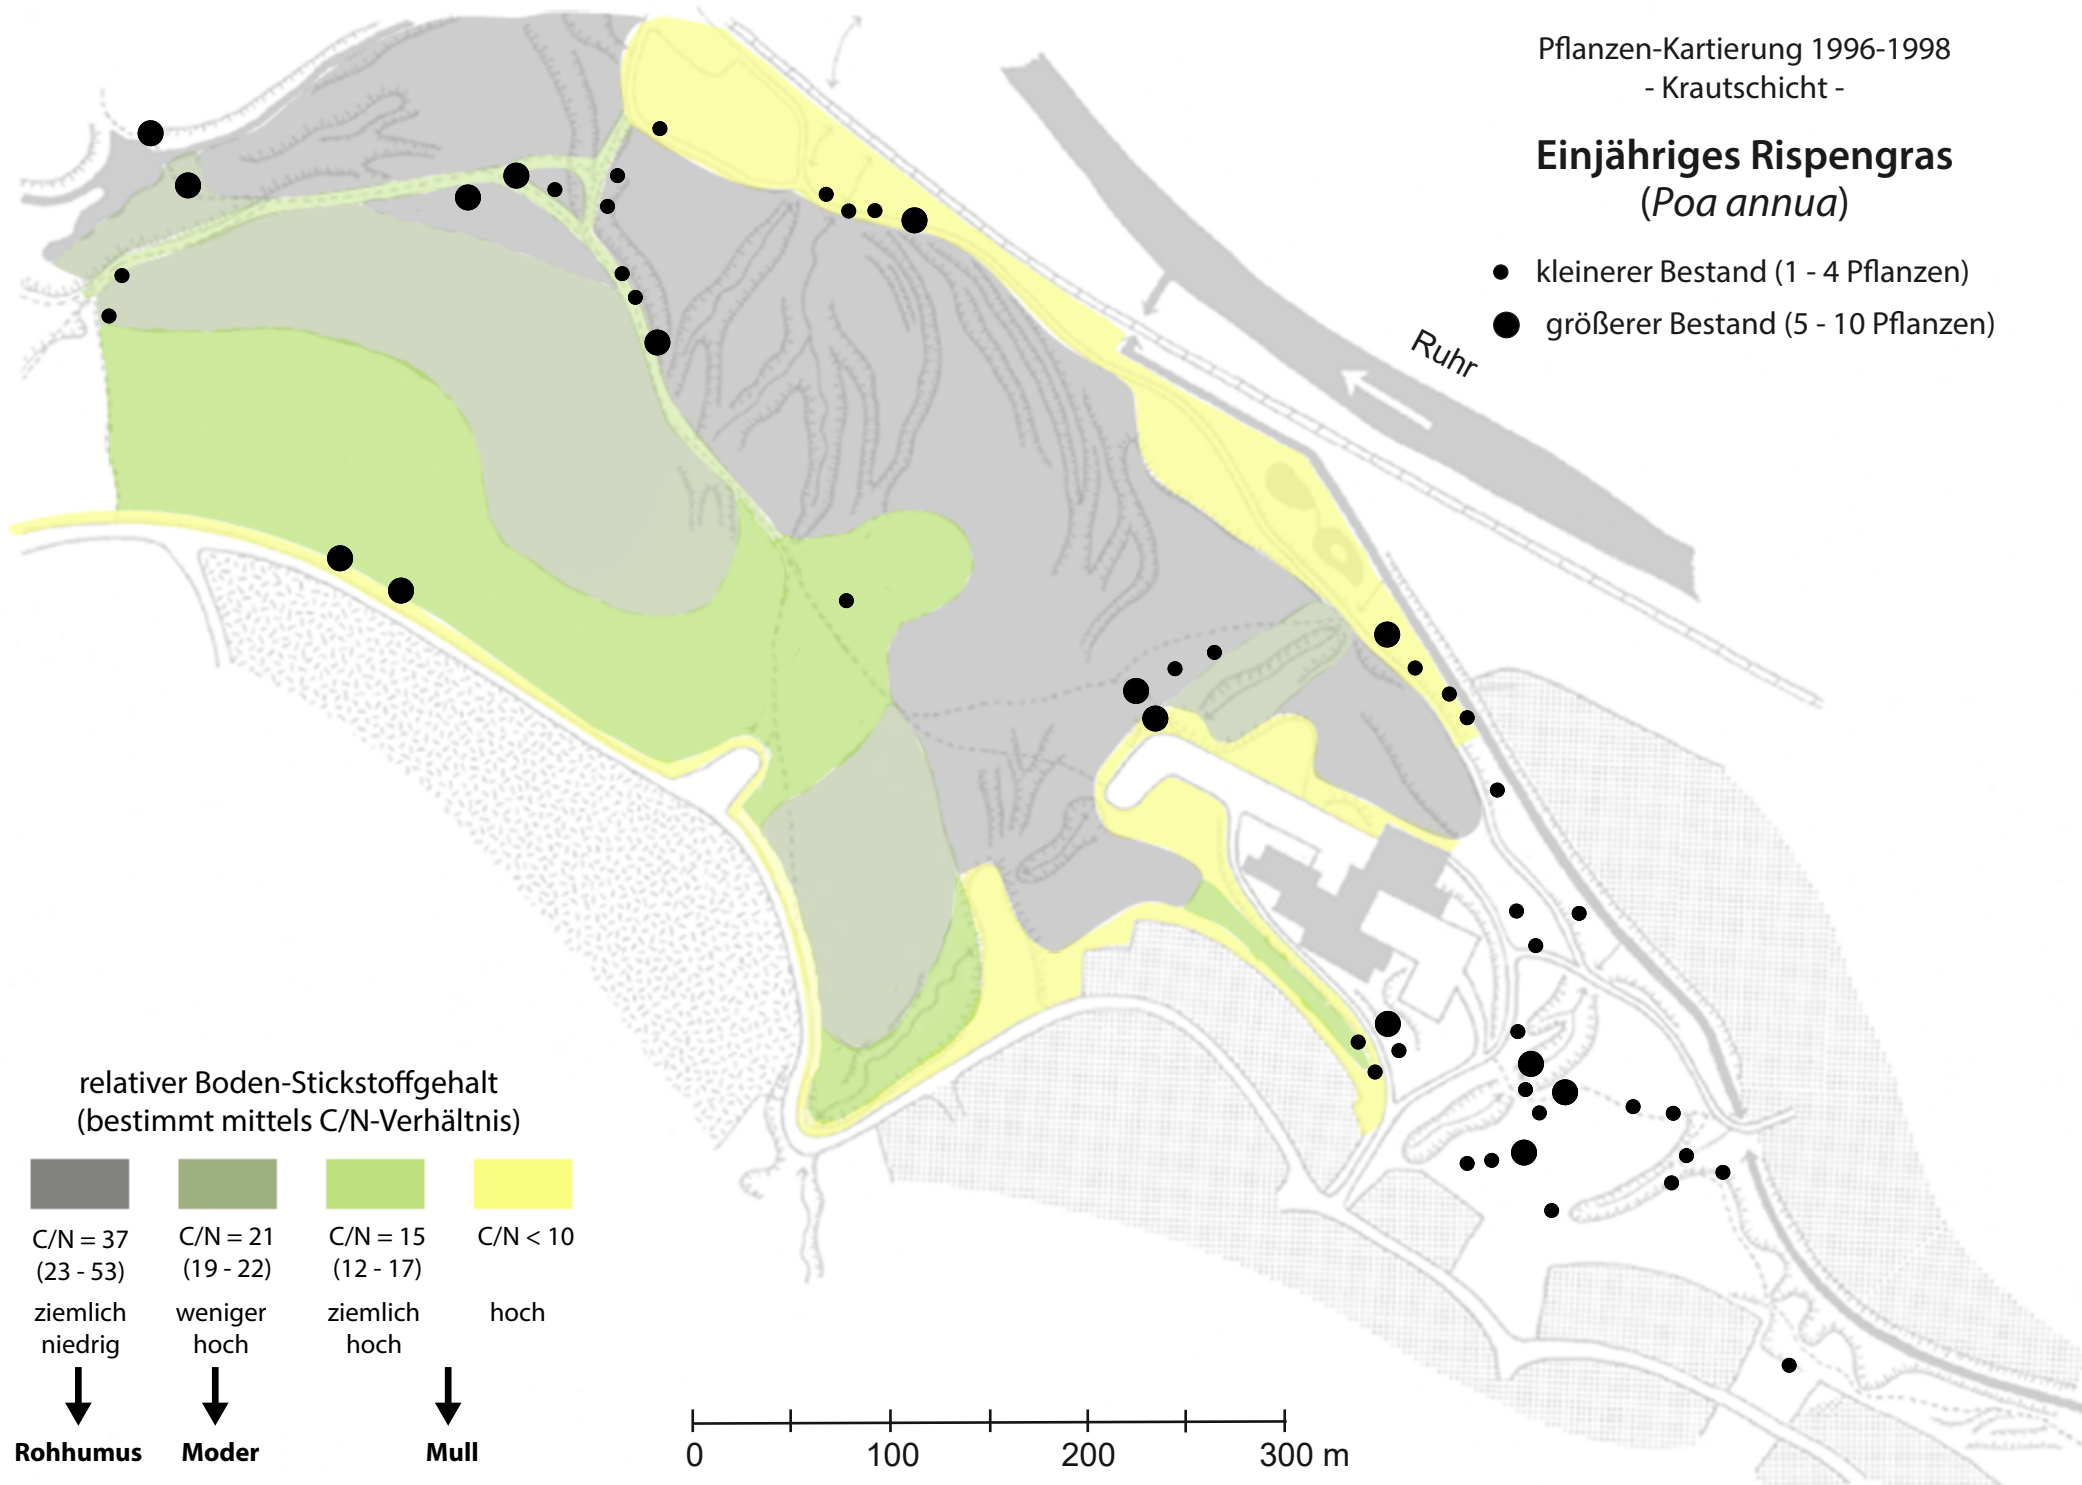 Pflanzen-Kartierung 1996-1998
- Krautschicht -
Einjähriges Rispengras
(Poa annua)
kleinerer Bestand (1 - 4 Pflanzen)
größerer Bestand (5 - 10 Pflanzen)
Ruhr
relativer Boden-Stickstoffgehalt
(bestimmt mittels C/N-Verhältnis)
C/N = 37 C/N = 21 C/N = 15 C/N < 10
(23 - 53) (19 - 22) (12 - 17)
ziemlich weniger ziemlich hoch
niedrig hoch hoch
Rohhumus Moder Mull
0 100 200 300 m